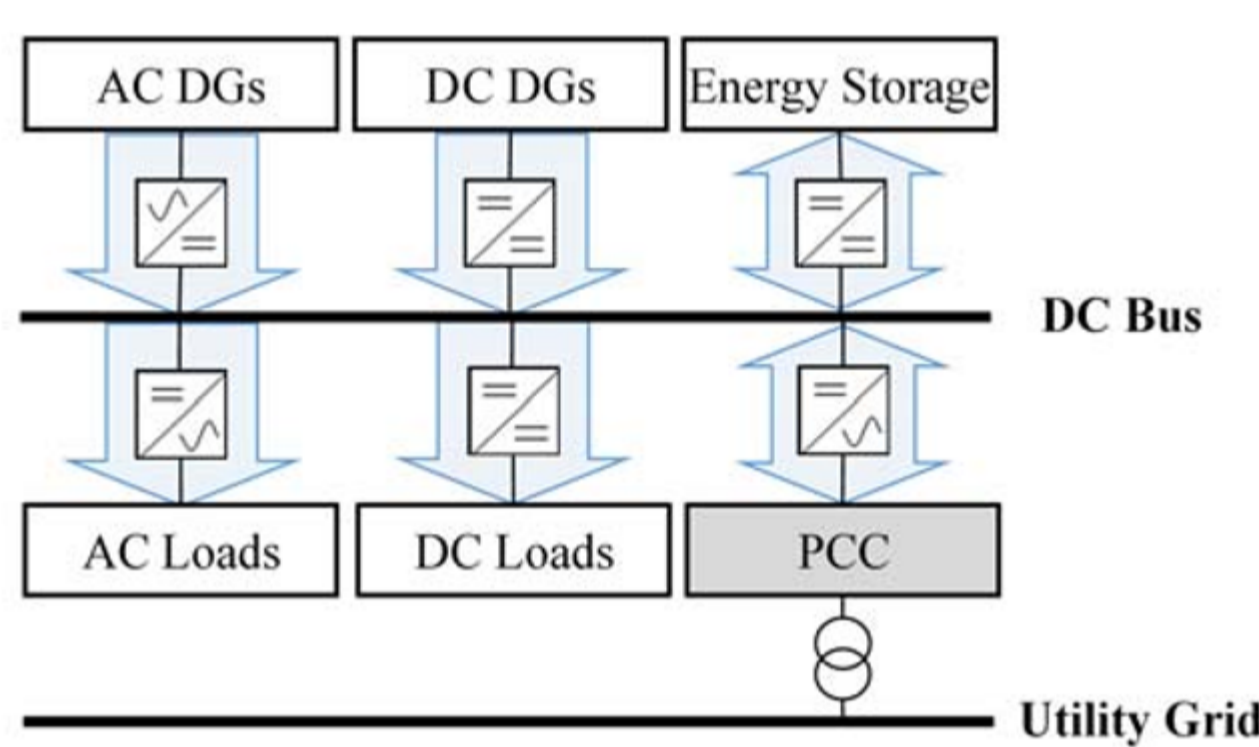 AC DGs
DC DGs
Energy Storage
DC Bus
AC Loads
DC Loads
PCC
Utility Grid